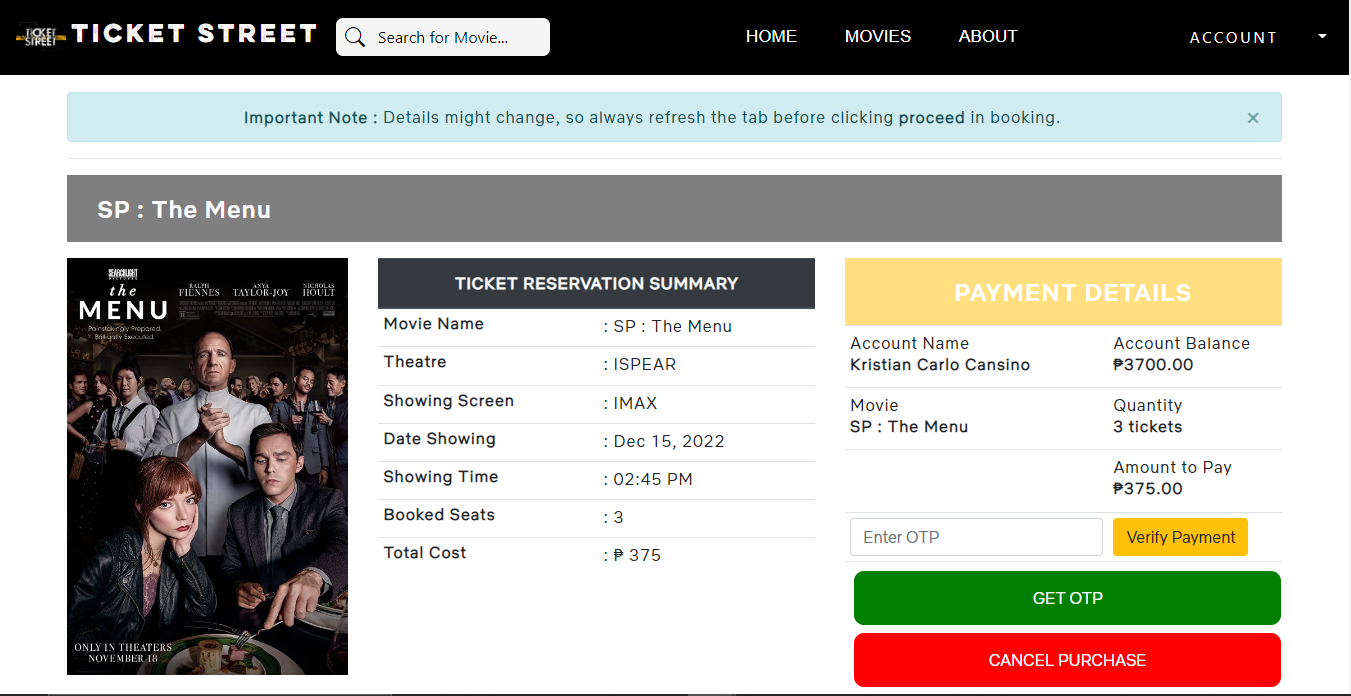 TICKET STREET
TICKET STREET
Search for Movie...
HOME
MOVIES
ABOUT
ACCOUNT
Important Note : Details might change, so always refresh the tab before clicking proceed in booking.
×
SP : The Menu
SEARCHLIGHT
PICTURES
the
MENU
Painstakingly Prepared.
Brilliantly Executed.
RALPH
FIENNES
ANYA
TAYLOR-JOY
NICHOLAS
HOULT
ONLY IN THEATERS
NOVEMBER 18
TICKET RESERVATION SUMMARY
Movie Name : SP : The Menu
Theatre : ISPEAR
Showing Screen : IMAX
Date Showing : Dec 15, 2022
Showing Time : 02:45 PM
Booked Seats : 3
Total Cost : ₱ 375
PAYMENT DETAILS
Account Name
Kristian Carlo Cansino
Account Balance
₱3700.00
Movie
SP : The Menu
Quantity
3 tickets
Amount to Pay
₱375.00
Enter OTP
Verify Payment
GET OTP
CANCEL PURCHASE